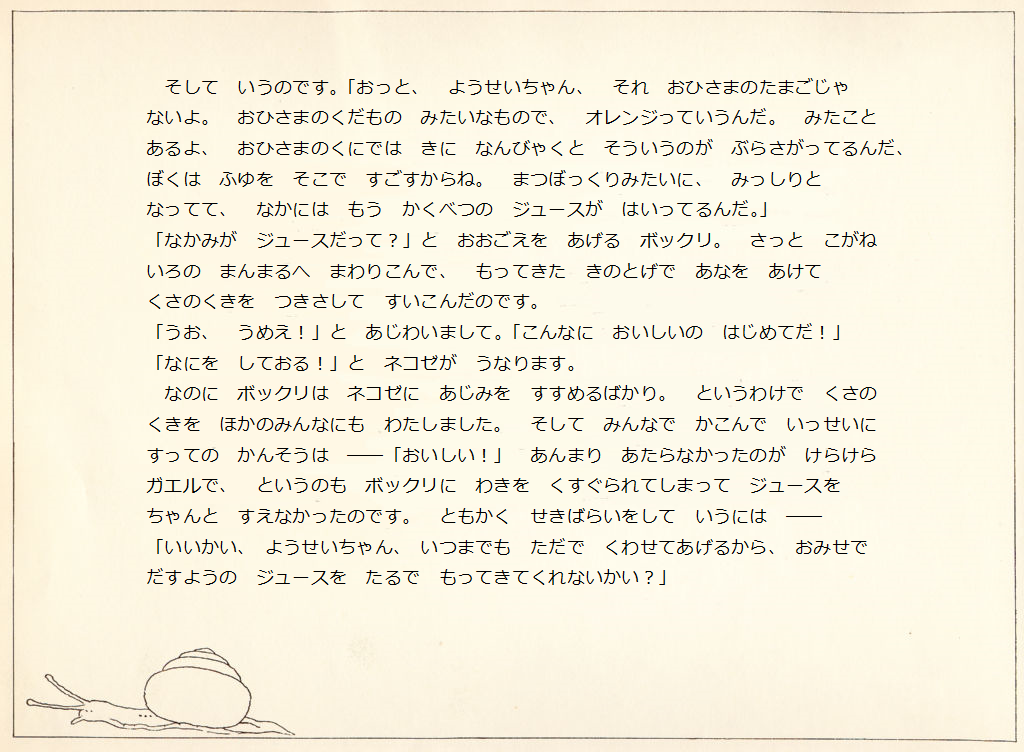 そして　いうのです。「おっと、　ようせいちゃん、　それ　おひさまのたまごじゃ
ないよ。　おひさまのくだもの　みたいなもので、　オレンジっていうんだ。　みたこと
あるよ、　おひさまのくにでは　きに　なんびゃくと　そういうのが　ぶらさがってるんだ、
ぼくは　ふゆを　そこで　すごすからね。　まつぼっくりみたいに、　みっしりと
なってて、　なかには　もう　かくべつの　ジュースが　はいってるんだ。」
「なかみが　ジュースだって？」と　おおごえを　あげる　ボックリ。　さっと　こがね
いろの　まんまるへ　まわりこんで、　もってきた　きのとげで　あなを　あけて
くさのくきを　つきさして　すいこんだのです。
「うお、　うめえ！」と　あじわいまして。「こんなに　おいしいの　はじめてだ！」
「なにを　しておる！」と　ネコゼが　うなります。
　なのに　ボックリは　ネコゼに　あじみを　すすめるばかり。　というわけで　くさの
くきを　ほかのみんなにも　わたしました。　そして　みんなで　かこんで　いっせいに
すっての　かんそうは　――「おいしい！」　あんまり　あたらなかったのが　けらけら
ガエルで、　というのも　ボックリに　わきを　くすぐられてしまって　ジュースを
ちゃんと　すえなかったのです。　ともかく　せきばらいをして　いうには　――
「いいかい、　ようせいちゃん、　いつまでも　ただで　くわせてあげるから、　おみせで
だすようの　ジュースを　たるで　もってきてくれないかい？」